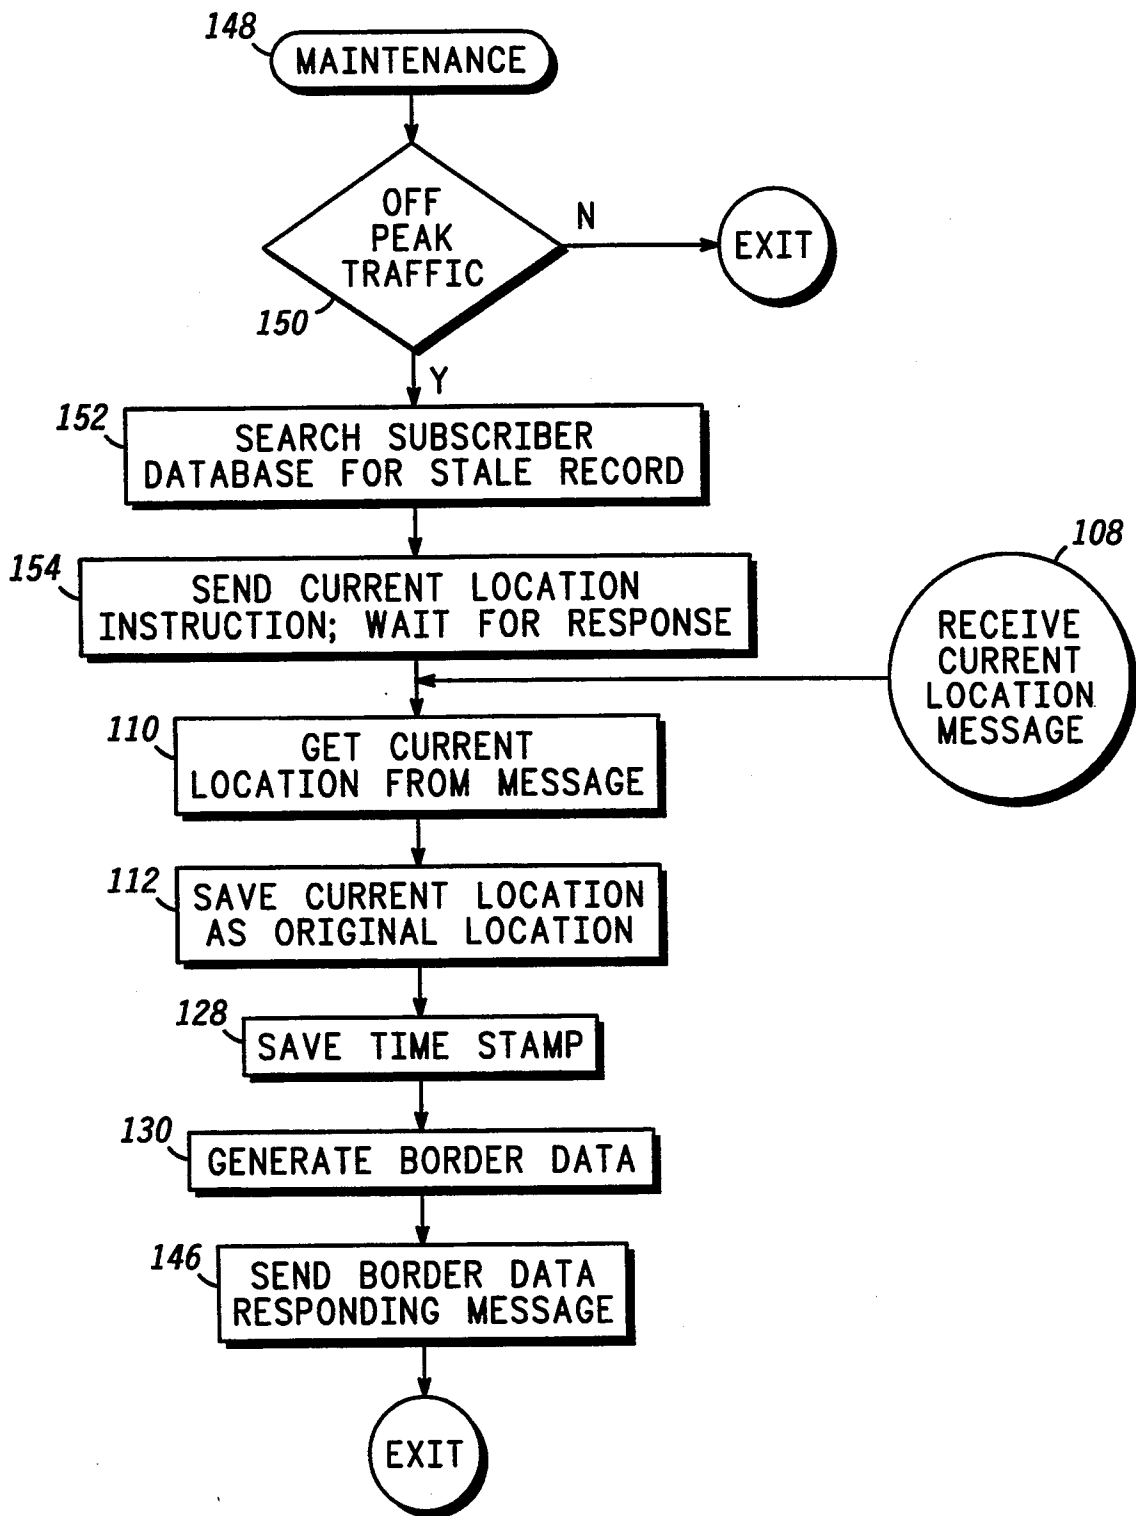 148
MAINTENANCE
OFF
PEAK
TRAFFIC
150
N
EXIT
Y
152
SEARCH SUBSCRIBER
DATABASE FOR STALE RECORD
154
SEND CURRENT LOCATION
INSTRUCTION; WAIT FOR RESPONSE
108
RECEIVE
CURRENT
LOCATION
MESSAGE
110
GET CURRENT
LOCATION FROM MESSAGE
112
SAVE CURRENT LOCATION
AS ORIGINAL LOCATION
128
SAVE TIME STAMP
130
GENERATE BORDER DATA
146
SEND BORDER DATA
RESPONDING MESSAGE
EXIT